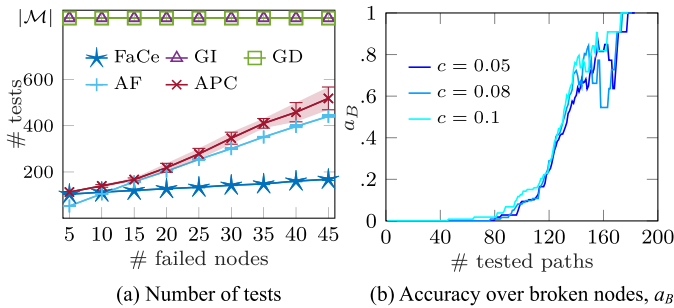 |M|
FaCe GI GD
AF APC
600
400
200
# tests
5 10 15 20 25 30 35 40 45
# failed nodes
(a) Number of tests
1
.8
.6
.4
.2
0
a_B
c = 0.05
c = 0.08
c = 0.1
0 40 80 120 160 200
# tested paths
(b) Accuracy over broken nodes, a_B